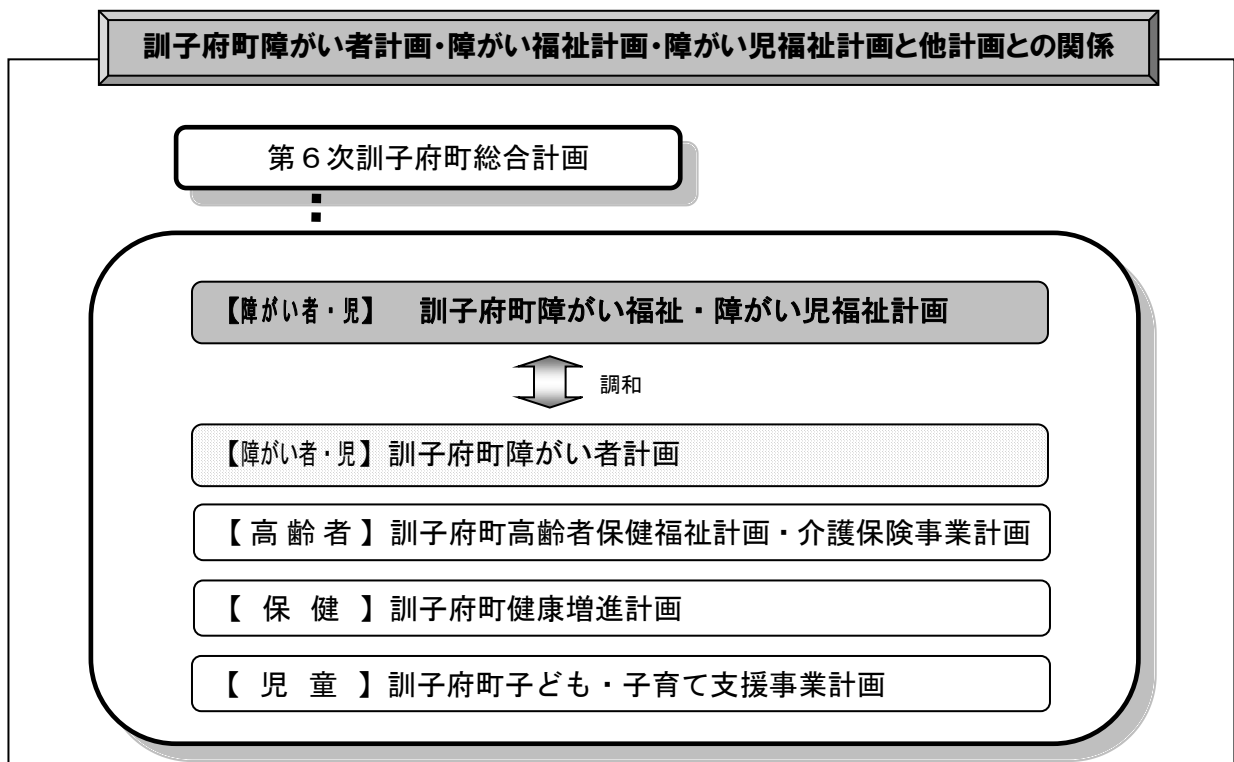 訓子府町障がい者計画・障がい福祉計画・障がい児福祉計画と他計画との関係
第６次訓子府町総合計画
【障がい者・児】　訓子府町障がい福祉・障がい児福祉計画
調和
【障がい者・児】訓子府町障がい者計画
【 高 齢 者 】訓子府町高齢者保健福祉計画・介護保険事業計画
【 保 健 】訓子府町健康増進計画
【 児 童 】訓子府町子ども・子育て支援事業計画